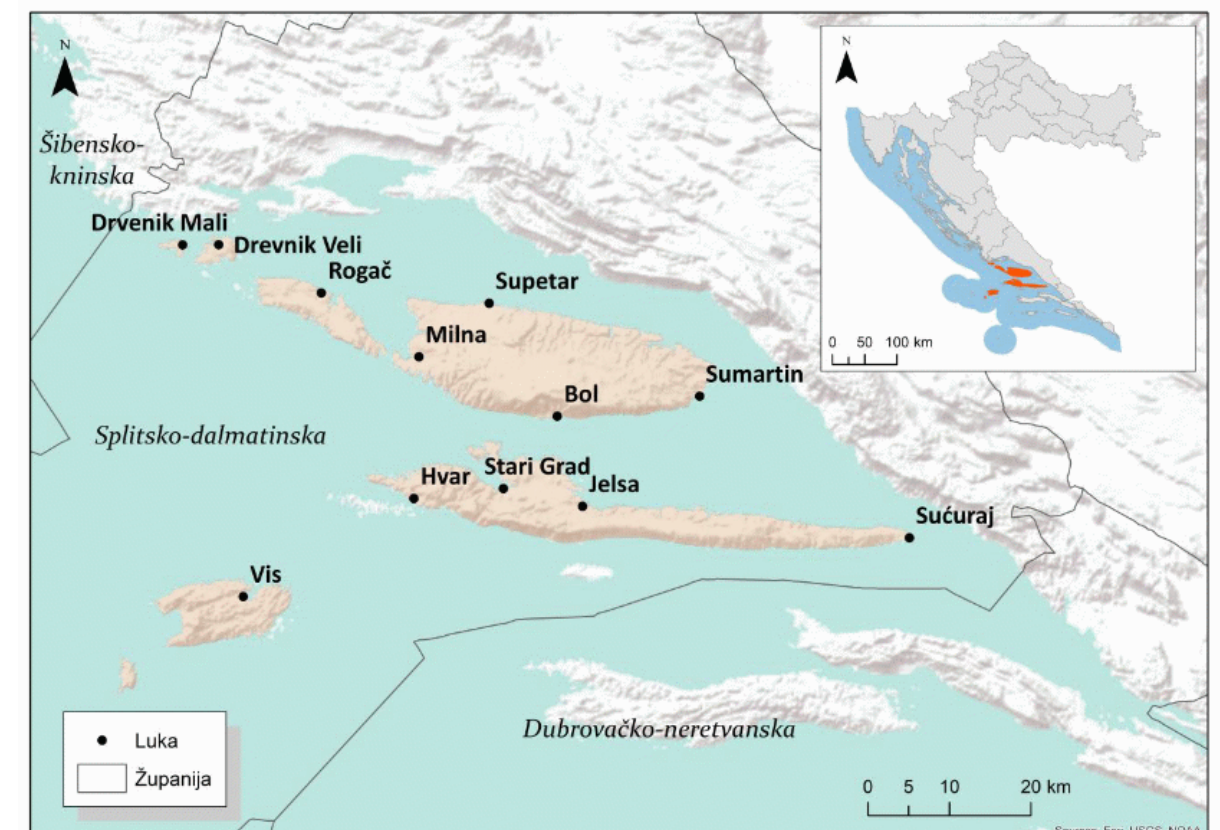 N
N
Šibensko-
kninska
Drvenik Mali
Drevnik Veli
Rogač
Supetar
0 50 100 km
Milna
Sumartin
Bol
Splitsko-dalmatinska
Hvar
Stari Grad
Jelsa
Sućuraj
Vis
Dubrovačko-neretvanska
Luka
Županija
0 5 10 20 km